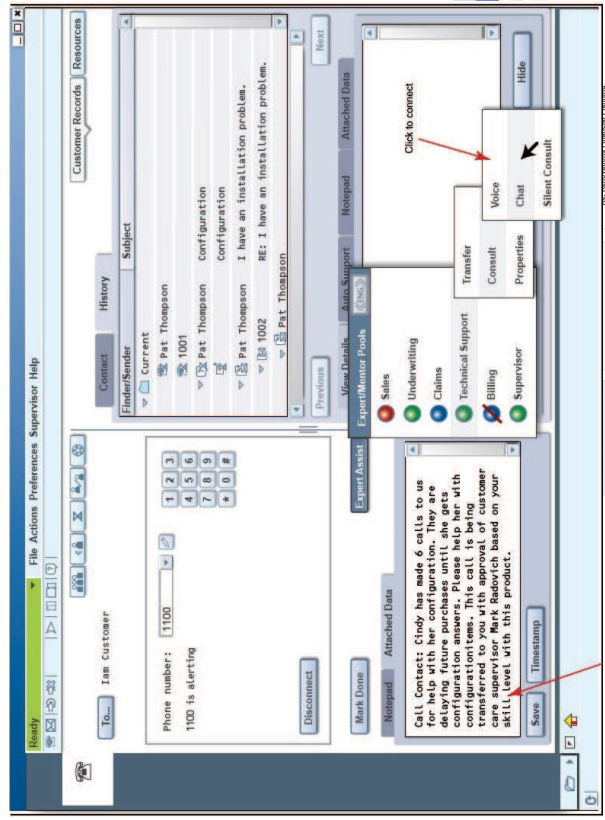 Ready
File Actions Preferences Supervisor Help
To... Iam Customer
Phone number: 1100
1100 is alerting
1 2 3
4 5 6
7 8 9
* 0 #
Disconnect
Mark Done
Expert Assist
Notepad Attached Data
Call Contact: Cindy has made 6 calls to us
for help with her configuration. They are
delaying future purchases until she gets
configuration answers. Please help her with
configurationitems. This call is being
transferred to you with approval of customer
care supervisor Mark Radovich based on your
skill level with this product.
Save Timestamp
Customer Records Resources
Contact History
Finder/Sender Subject
Current
Pat Thompson
1001
Pat Thompson Configuration
Configuration
Pat Thompson I have an installation problem.
1002 RE: I have an installation problem.
Pat Thompson
Previous Next
View Details Auto Support Notepad Attached Data
Expert/Mentor Pools «ENG»
Sales
Underwriting
Claims
Technical Support
Billing
Supervisor
Transfer
Consult
Properties
Voice
Chat
Silent Consult
Click to connect
Hide